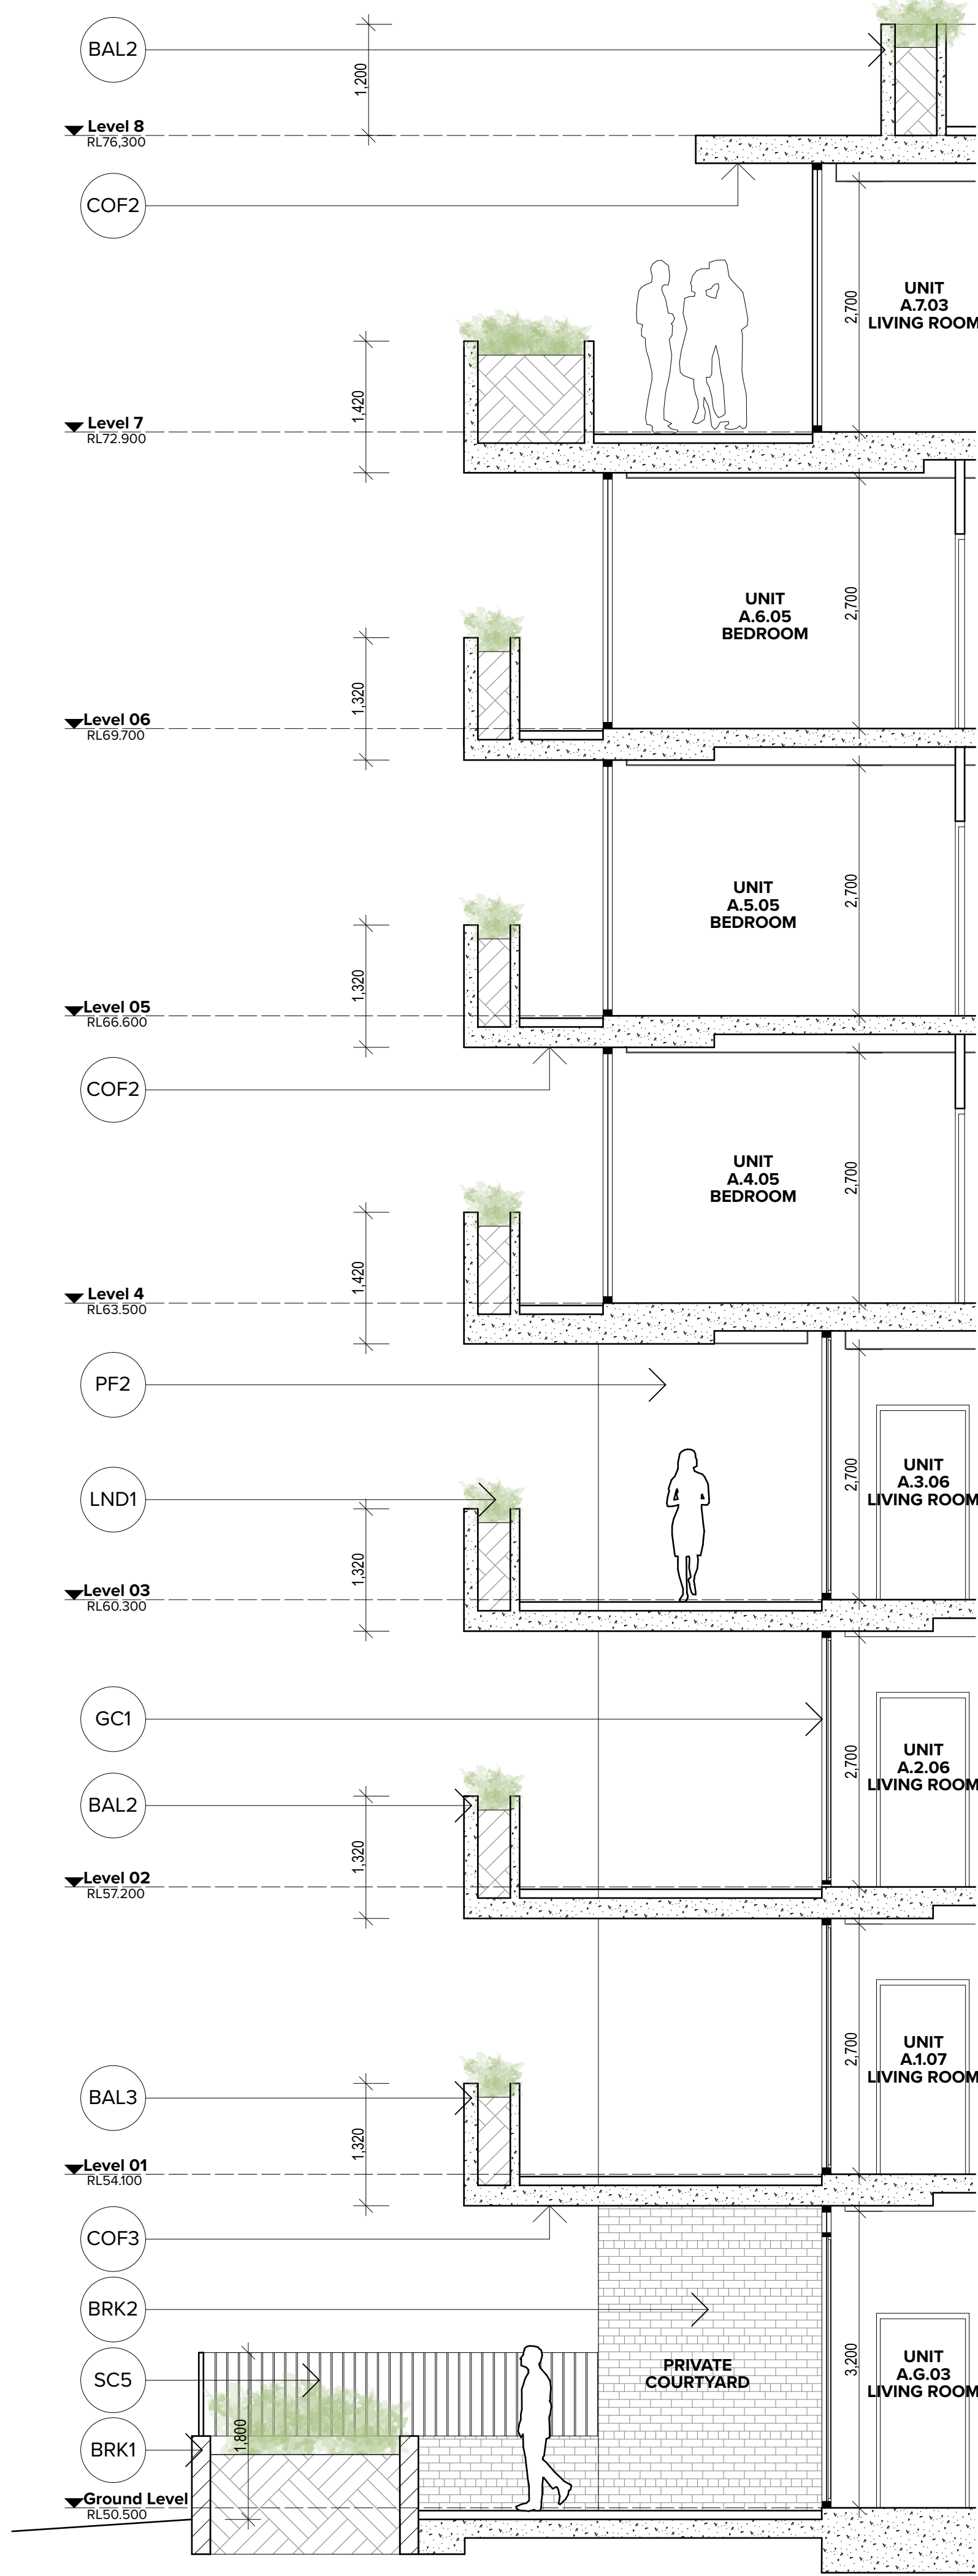 BAL2
1,200
Level 8
RL76,300
COF2
UNIT
A.7.03
LIVING ROOM
2,700
1,420
Level 7
RL72.900
UNIT
A.6.05
BEDROOM
2,700
1,320
Level 06
RL69.700
UNIT
A.5.05
BEDROOM
2,700
1,320
Level 05
RL66.600
COF2
UNIT
A.4.05
BEDROOM
2,700
1,420
Level 4
RL63.500
PF2
UNIT
A.3.06
LIVING ROOM
2,700
LND1
1,320
Level 03
RL60.300
GC1
UNIT
A.2.06
LIVING ROOM
2,700
BAL2
1,320
Level 02
RL57.200
UNIT
A.1.07
LIVING ROOM
2,700
BAL3
1,320
Level 01
RL54.100
COF3
BRK2
PRIVATE
COURTYARD
UNIT
A.G.03
LIVING ROOM
3,200
SC5
1,800
BRK1
Ground Level
RL50.500